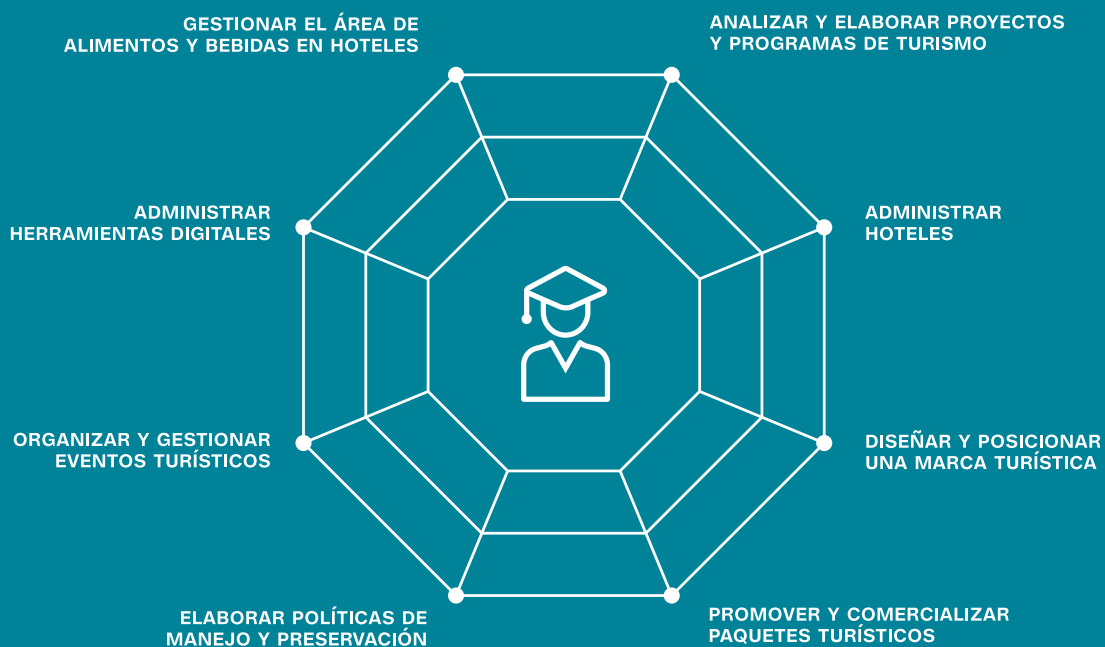 GESTIONAR EL ÁREA DE
ALIMENTOS Y BEBIDAS EN HOTELES
ANALIZAR Y ELABORAR PROYECTOS
Y PROGRAMAS DE TURISMO
ADMINISTRAR
HERRAMIENTAS DIGITALES
ADMINISTRAR
HOTELES
ORGANIZAR Y GESTIONAR
EVENTOS TURÍSTICOS
DISEÑAR Y POSICIONAR
UNA MARCA TURÍSTICA
ELABORAR POLÍTICAS DE
MANEJO Y PRESERVACIÓN
PROMOVER Y COMERCIALIZAR
PAQUETES TURÍSTICOS